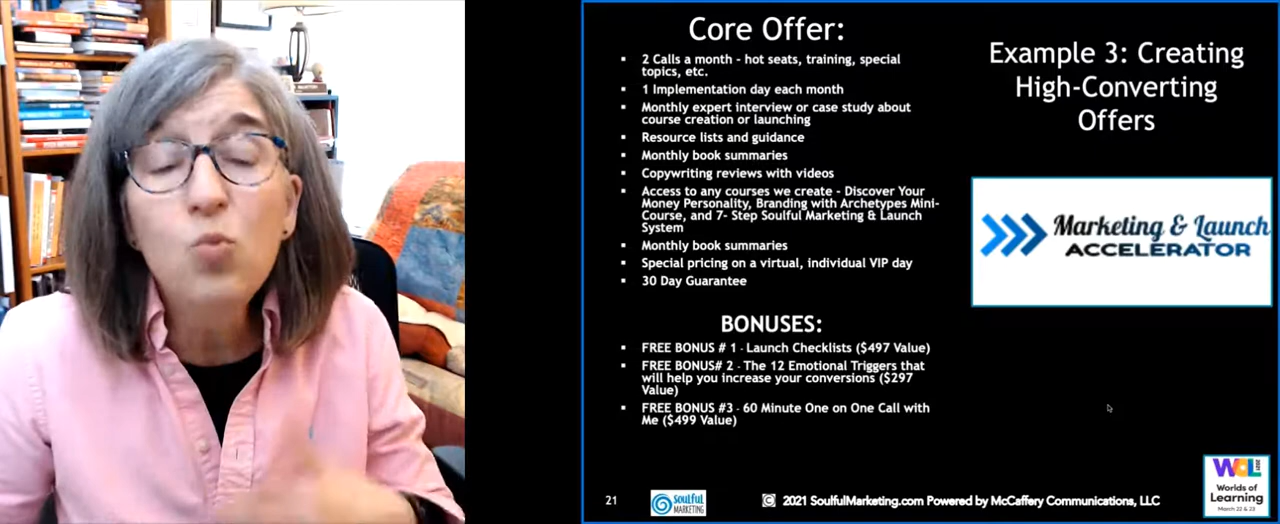 Core Offer:
2 Calls a month - hot seats, training, special
topics, etc.
1 Implementation day each month
Monthly expert interview or case study about
course creation or launching
Resource lists and guidance
Monthly book summaries
Copywriting reviews with videos
Access to any courses we create - Discover Your
Money Personality, Branding with Archetypes Mini-
Course, and 7- Step Soulful Marketing & Launch
System
Monthly book summaries
Special pricing on a virtual, individual VIP day
30 Day Guarantee
BONUSES:
FREE BONUS # 1 - Launch Checklists ($497 Value)
FREE BONUS# 2 - The 12 Emotional Triggers that
will help you increase your conversions ($297
Value)
FREE BONUS #3 - 60 Minute One on One Call with
Me ($499 Value)
Example 3: Creating
High-Converting
Offers
Marketing & Launch
ACCELERATOR
21
soulful
MARKETING
© 2021 SoulfulMarketing.com Powered by McCaffery Communications, LLC
WOL 2021
Worlds of
Learning
March 22 & 23